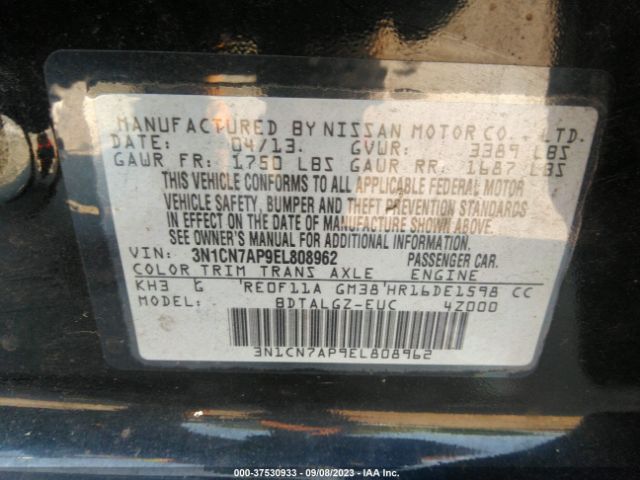 MANUFACTURED BY NISSAN MOTOR CO., LTD.
DATE: 04/13. GVWR: 3389 LBS
GAWR FR: 1750 LBS GAWR RR: 1687 LBS
THIS VEHICLE CONFORMS TO ALL APPLICABLE FEDERAL MOTOR
VEHICLE SAFETY, BUMPER AND THEFT PREVENTION STANDARDS
IN EFFECT ON THE DATE OF MANUFACTURE SHOWN ABOVE.
SEE OWNER'S MANUAL FOR ADDITIONAL INFORMATION.
VIN: 3N1CN7AP9EL808962 PASSENGER CAR.
COLOR TRIM TRANS AXLE ENGINE
KH3 G 'RE0F11A GM38'HR16DE1598 CC
MODEL: BDTALGZ-EUC 4Z000
3N1CN7AP9EL808962
000-37530933 - 09/08/2023 - IAA Inc.